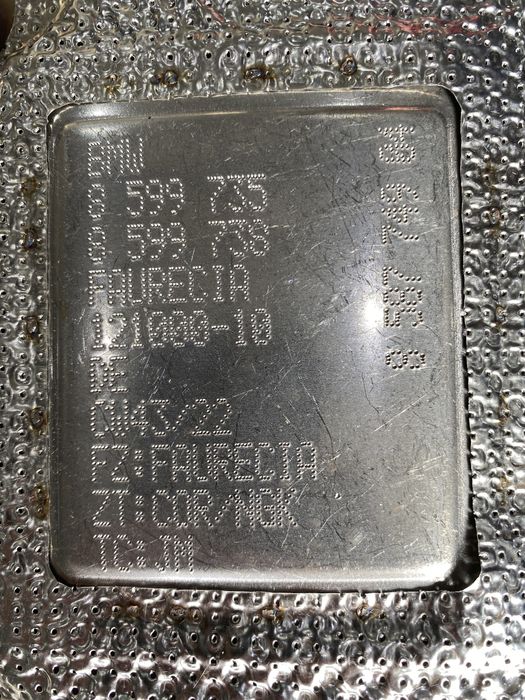 BMW
8 599 735
8 599 738
FAURECIA
121000-10
DE
CW43/22
FZ:FAURECIA
ZT:COR/NGK
TC:JM